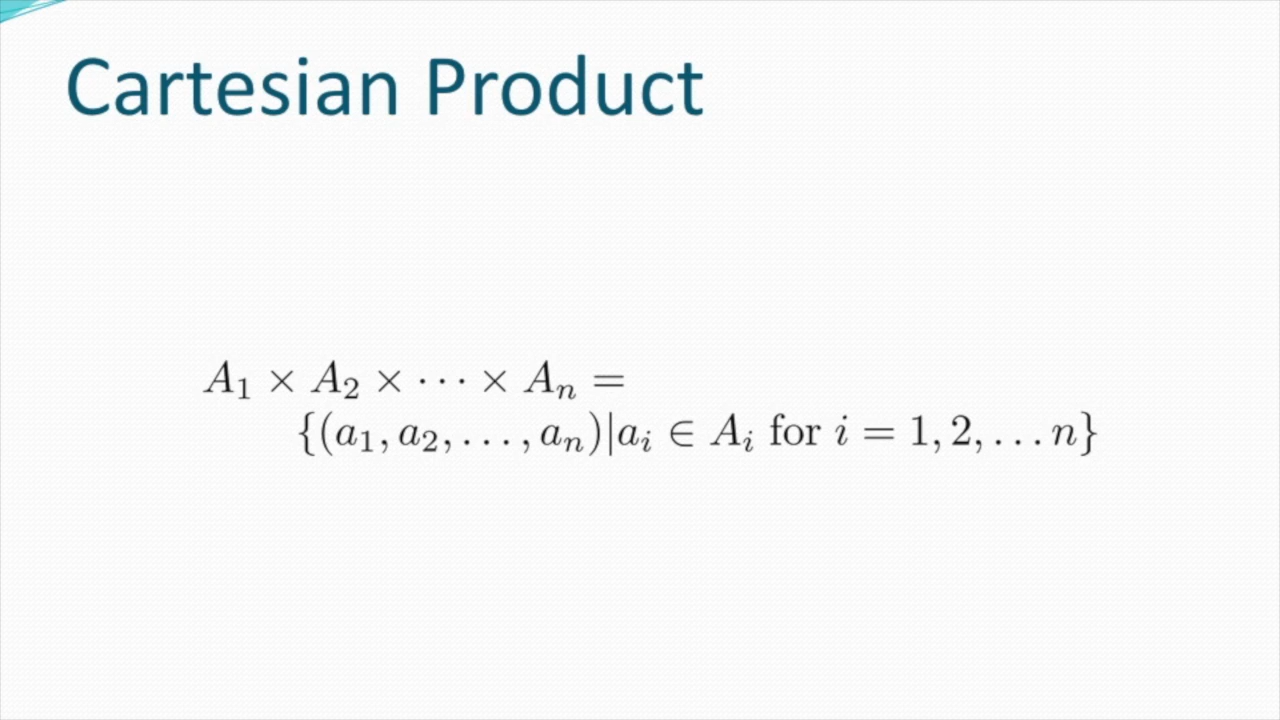 Cartesian Product
A₁ × A₂ × ⋯ × Aₙ =
{(a₁, a₂, …, aₙ)|aᵢ ∈ Aᵢ for i = 1, 2, … n}